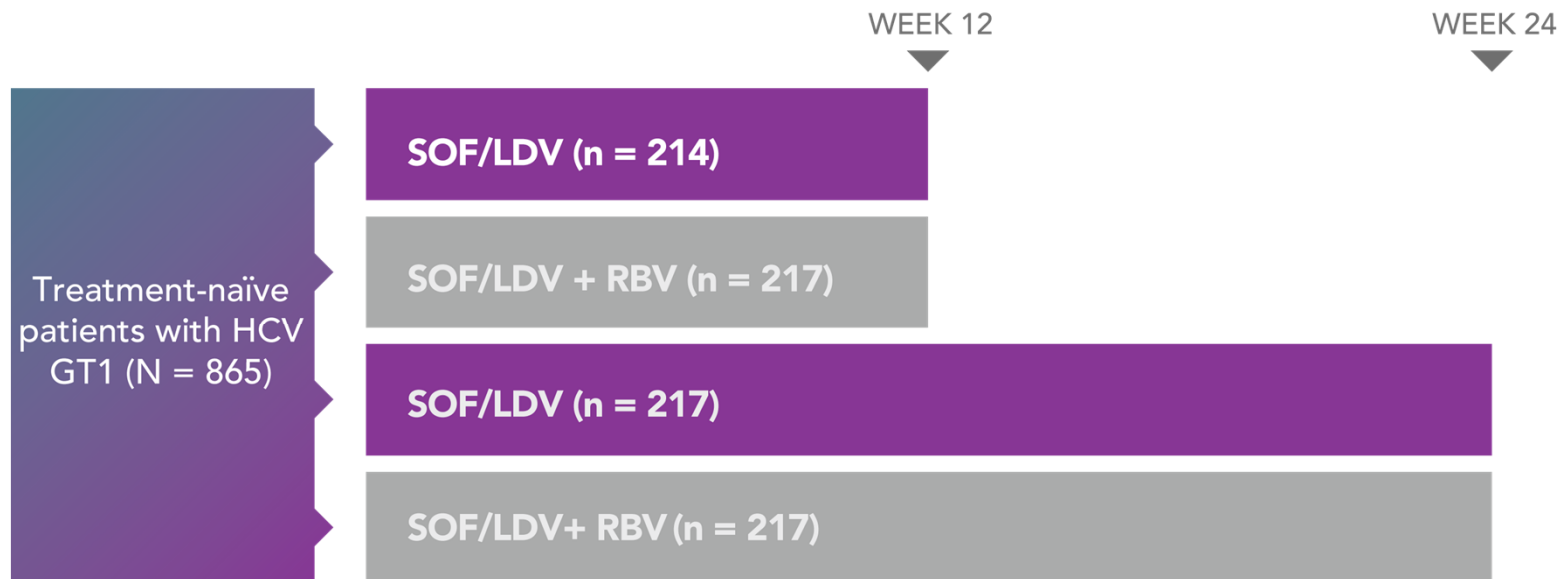 WEEK 12
WEEK 24
SOF/LDV (n = 214)
SOF/LDV + RBV (n = 217)
Treatment-naïve
patients with HCV
GT1 (N = 865)
SOF/LDV (n = 217)
SOF/LDV+ RBV (n = 217)